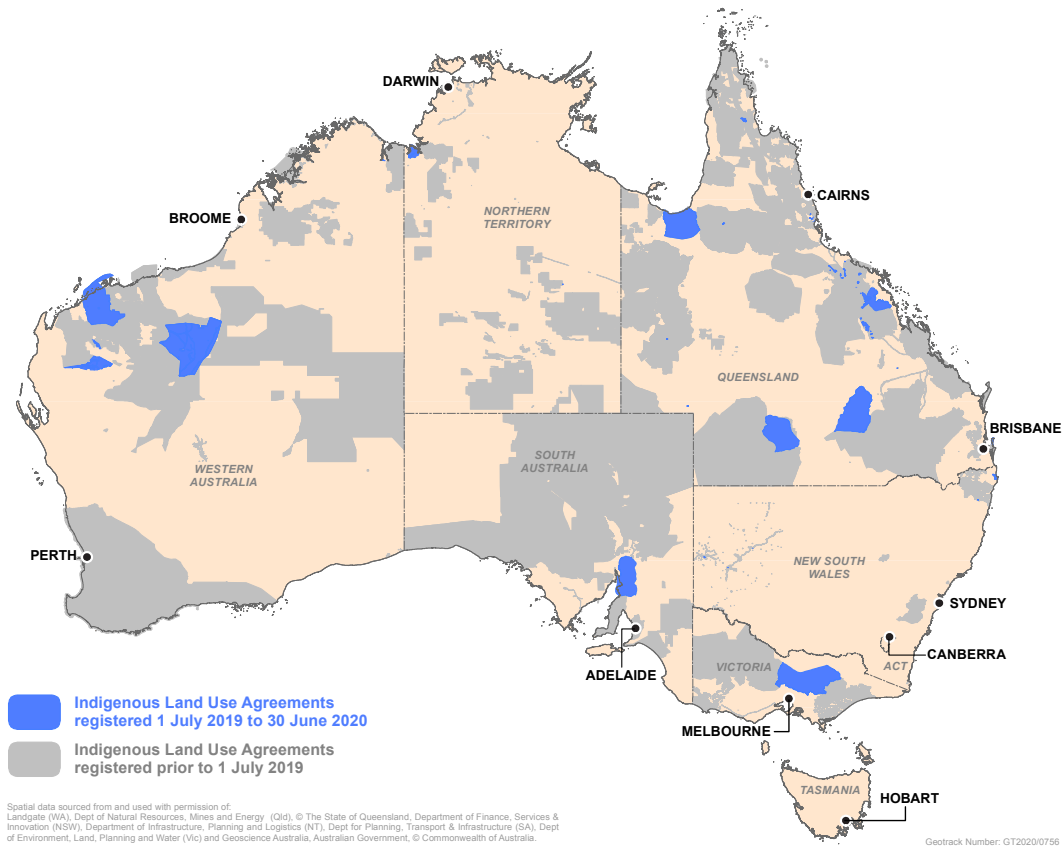 DARWIN
CAIRNS
BROOME
NORTHERN
TERRITORY
QUEENSLAND
BRISBANE
SOUTH
AUSTRALIA
WESTERN
AUSTRALIA
PERTH
NEW SOUTH
WALES
SYDNEY
CANBERRA
ACT
ADELAIDE
VICTORIA
MELBOURNE
TASMANIA
HOBART
Indigenous Land Use Agreements
registered 1 July 2019 to 30 June 2020
Indigenous Land Use Agreements
registered prior to 1 July 2019
Spatial data sourced from and used with permission of:
Landgate (WA), Dept of Natural Resources, Mines and Energy (Qld), © The State of Queensland, Department of Finance, Services &
Innovation (NSW), Department of Infrastructure, Planning and Logistics (NT), Dept for Planning, Transport & Infrastructure (SA), Dept
of Environment, Land, Planning and Water (Vic) and Geoscience Australia, Australian Government, © Commonwealth of Australia.
Geotrack Number: GT2020/0756